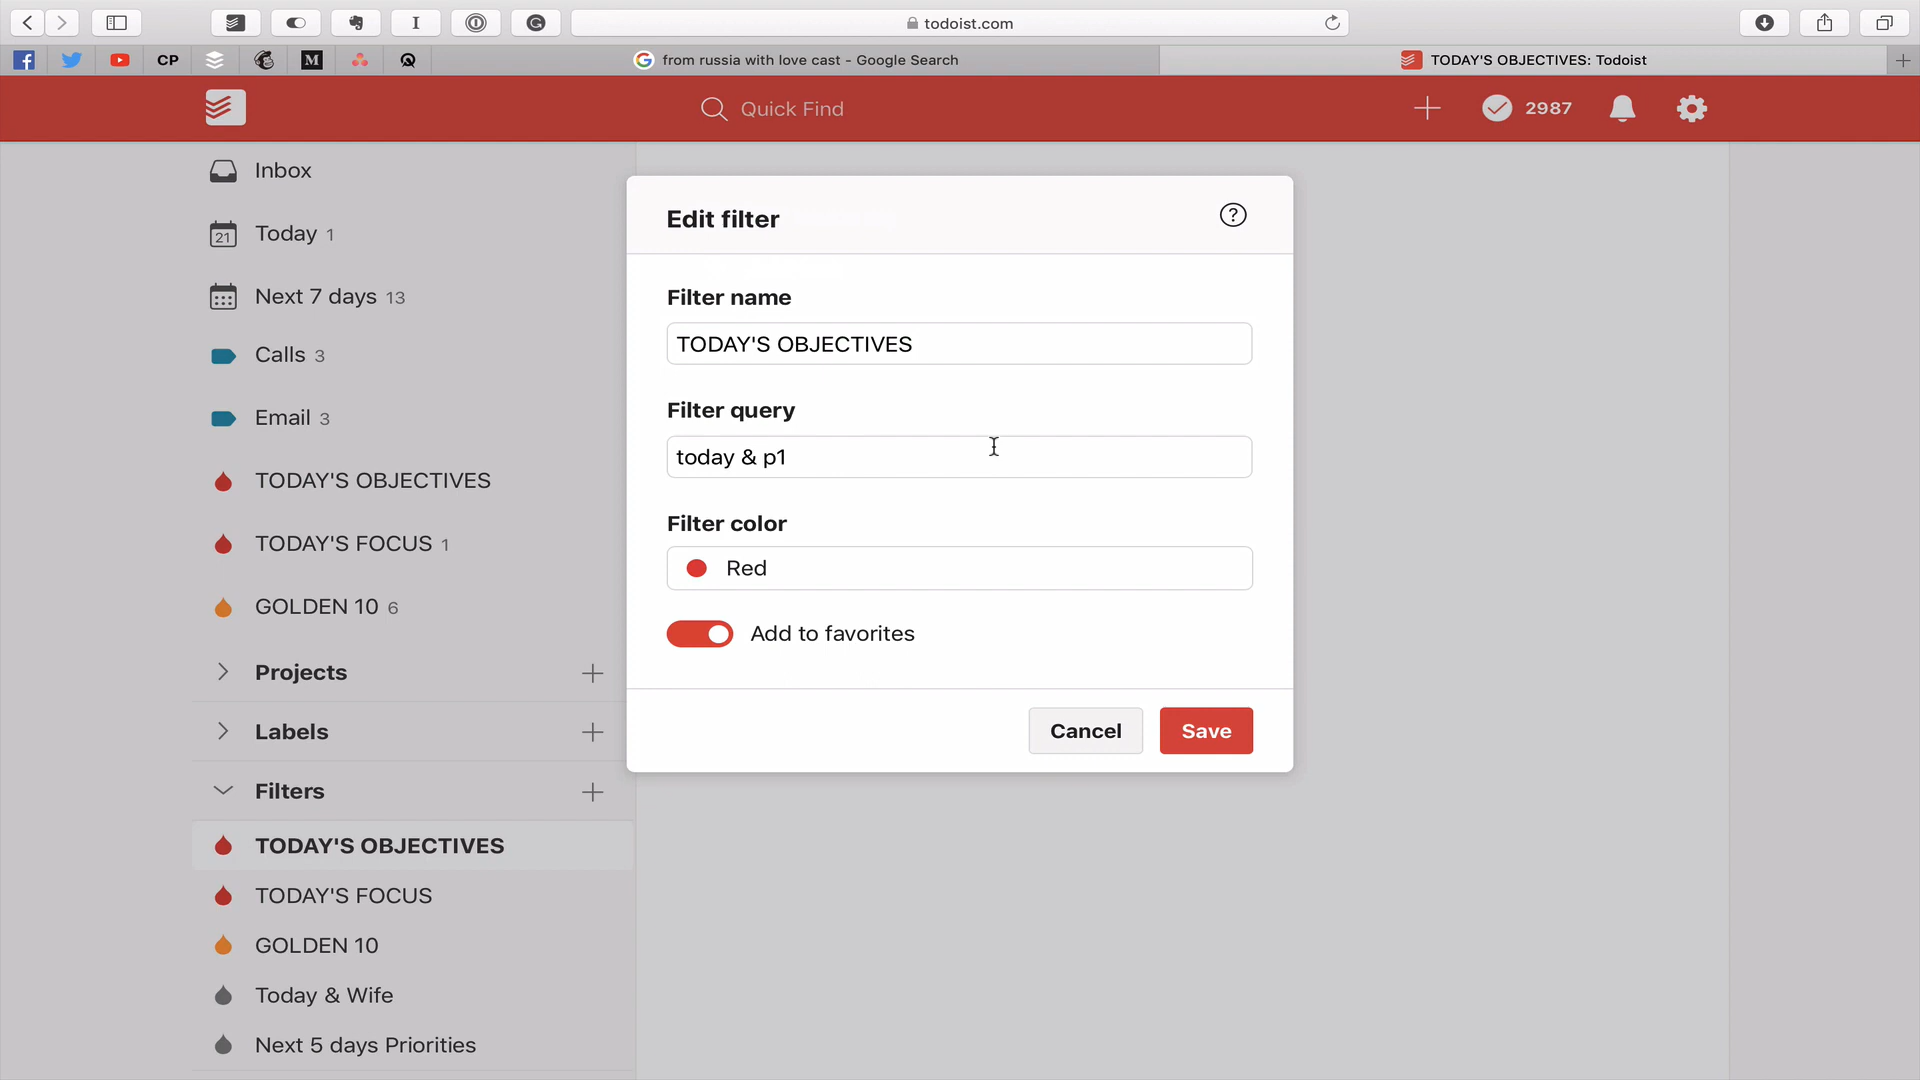 todoist.com
CP
M
from russia with love cast - Google Search
TODAY'S OBJECTIVES: Todoist
Quick Find
2987
Inbox
21
Today 1
Next 7 days 13
Calls 3
Email 3
TODAY'S OBJECTIVES
TODAY'S FOCUS 1
GOLDEN 10 6
Projects
Labels
Filters
TODAY'S OBJECTIVES
TODAY'S FOCUS
GOLDEN 10
Today & Wife
Next 5 days Priorities
Edit filter
?
Filter name
TODAY'S OBJECTIVES
Filter query
today & p1
Filter color
Red
Add to favorites
Cancel
Save